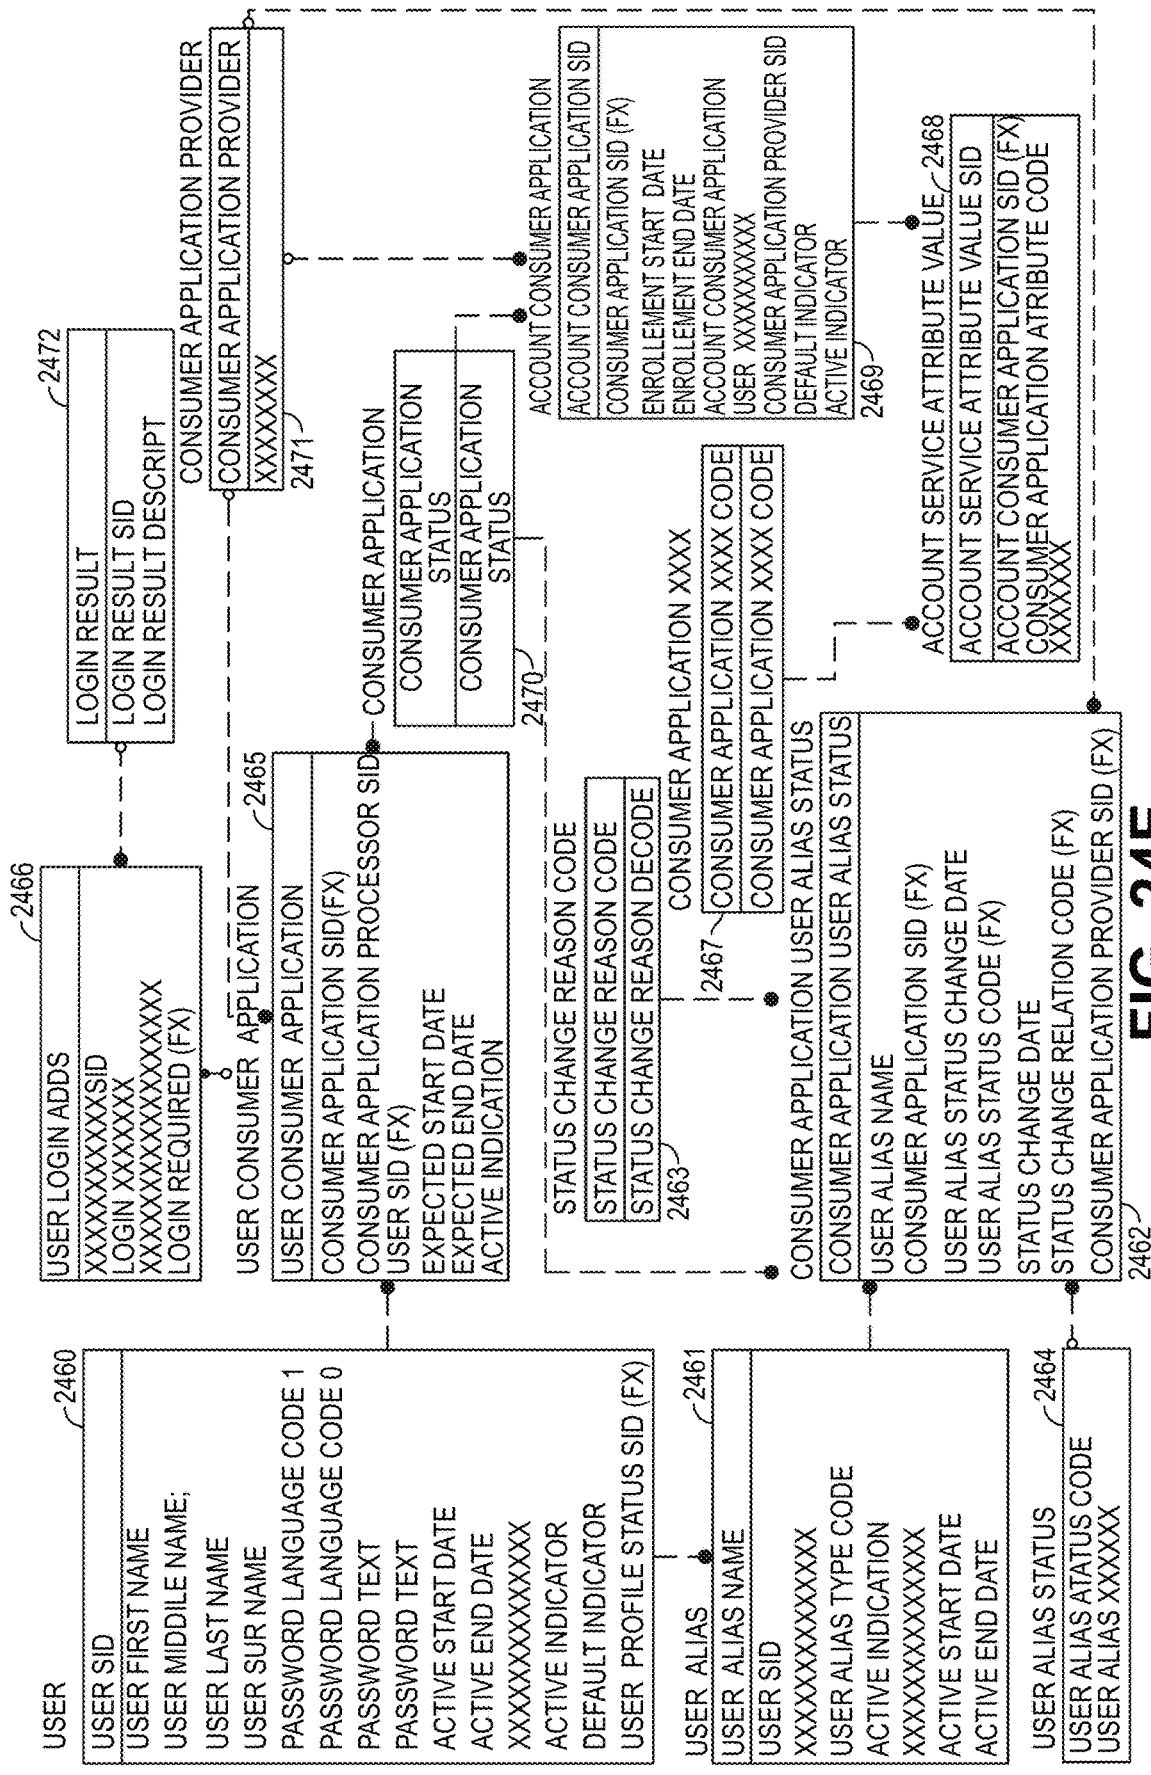 USER
2460
USER SID
USER FIRST NAME
USER MIDDLE NAME;
USER LAST NAME
USER SUR NAME
PASSWORD LANGUAGE CODE 1
PASSWORD LANGUAGE CODE 0
PASSWORD TEXT
PASSWORD TEXT
ACTIVE START DATE
ACTIVE END DATE
XXXXXXXXXXXXX
ACTIVE INDICATOR
DEFAULT INDICATOR
USER PROFILE STATUS SID (FX)
USER ALIAS
2461
USER ALIAS NAME
USER SID
XXXXXXXXXXXXX
USER ALIAS TYPE CODE
ACTIVE INDICATION
XXXXXXXXXXXX
ACTIVE START DATE
ACTIVE END DATE
USER ALIAS STATUS
2464
USER ALIAS ATATUS CODE
USER ALIAS XXXXXX
2466
USER LOGIN ADDS
XXXXXXXXXXXSID
LOGIN XXXXXXX
XXXXXXXXXXXXXXXXX
LOGIN REQUIRED (FX)
USER CONSUMER APPLICATION
2465
USER CONSUMER APPLICATION
CONSUMER APPLICATION SID(FX)
CONSUMER APPLICATION PROCESSOR SID
USER SID (FX)
EXPECTED START DATE
EXPECTED END DATE
ACTIVE INDICATION
STATUS CHANGE REASON CODE
STATUS CHANGE REASON CODE
STATUS CHANGE REASON DECODE
2463
CONSUMER APPLICATION USER ALIAS STATUS
CONSUMER APPLICATION USER ALIAS STATUS
USER ALIAS NAME
CONSUMER APPLICATION SID (FX)
USER ALIAS STATUS CHANGE DATE
USER ALIAS STATUS CODE (FX)
STATUS CHANGE DATE
STATUS CHANGE RELATION CODE (FX)
CONSUMER APPLICATION PROVIDER SID (FX)
2462
2472
LOGIN RESULT
LOGIN RESULT SID
LOGIN RESULT DESCRIPT
CONSUMER APPLICATION PROVIDER
CONSUMER APPLICATION PROVIDER
XXXXXXX
2471
CONSUMER APPLICATION
CONSUMER APPLICATION
STATUS
CONSUMER APPLICATION
STATUS
2470
CONSUMER APPLICATION XXXX
CONSUMER APPLICATION XXXX CODE
CONSUMER APPLICATION XXXX CODE
2467
ACCOUNT CONSUMER APPLICATION
ACCOUNT CONSUMER APPLICATION SID
CONSUMER APPLICATION SID (FX)
ENROLLEMENT START DATE
ENROLLEMENT END DATE
ACCOUNT CONSUMER APPLICATION
USER XXXXXXXXXX
CONSUMER APPLICATION PROVIDER SID
DEFAULT INDICATOR
ACTIVE INDICATOR
2469
ACCOUNT SERVICE ATTRIBUTE VALUE
2468
ACCOUNT SERVICE ATTRIBUTE VALUE SID
ACCOUNT CONSUMER APPLICATION SID (FX)
CONSUMER APPLICATION ATRIBUTE CODE
XXXXXXX